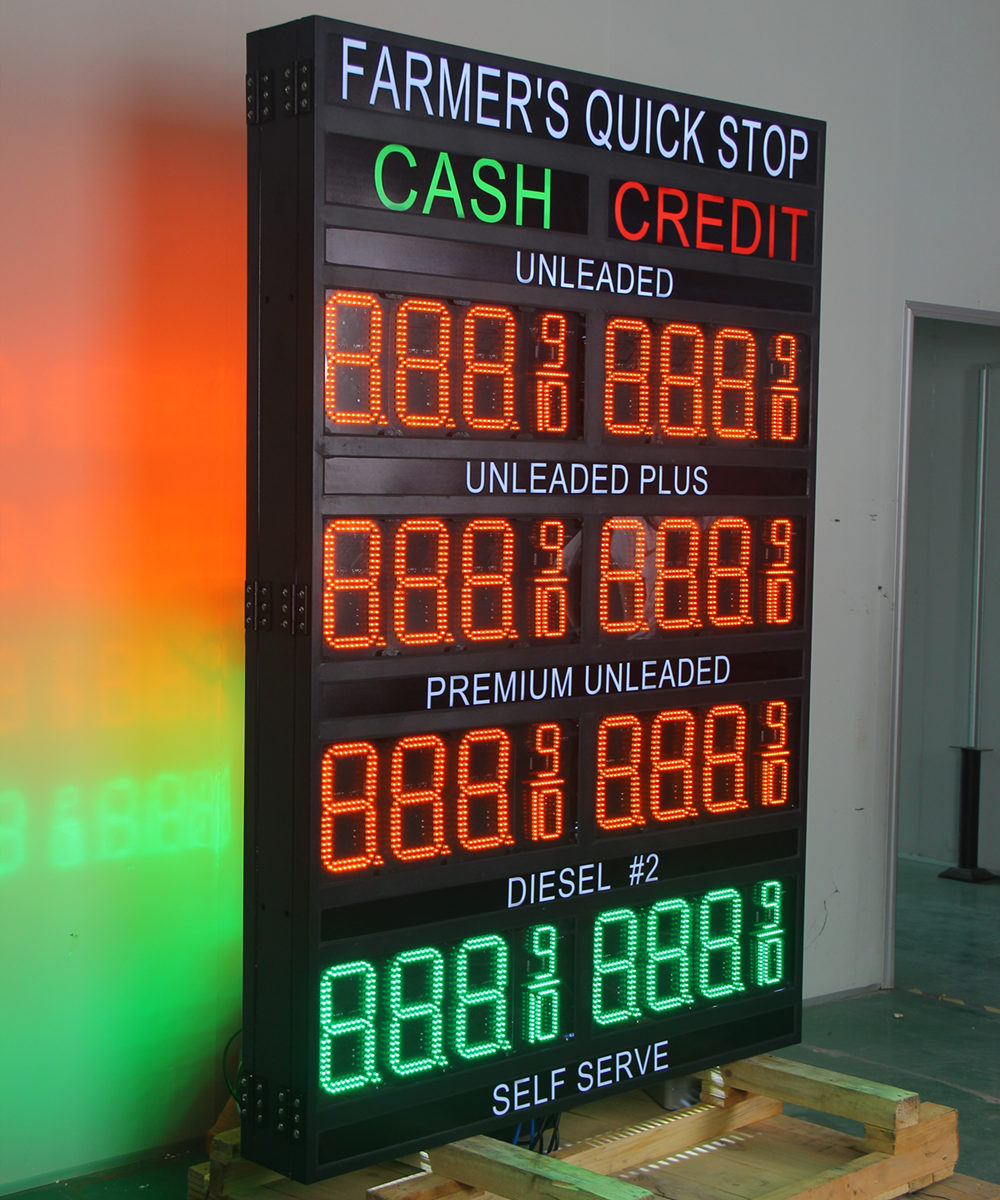 FARMER'S QUICK STOP
CASH CREDIT
UNLEADED
888 9/10 888 9/10
UNLEADED PLUS
888 9/10 888 9/10
PREMIUM UNLEADED
888 9/10 888 9/10
DIESEL #2
888 9/10 888 9/10
SELF SERVE